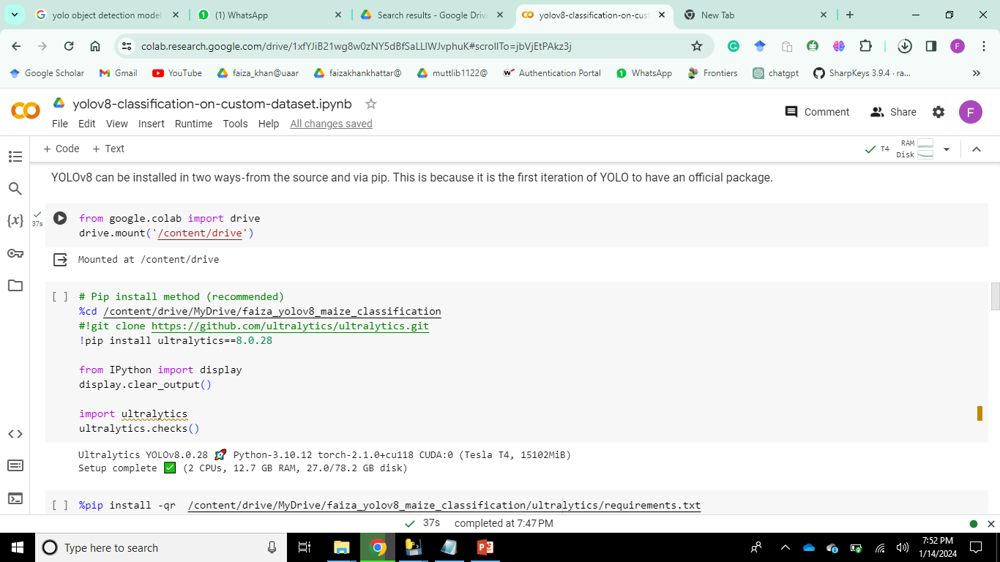 yolo object detection model
(1) WhatsApp
Search results - Google Driv
yolov8-classification-on-cust
New Tab
colab.research.google.com/drive/1xfYJiB21wg8w0zNY5dBfSaLLlWJvphuK#scrollTo=jbVjEtPAkz3j
F
Google Scholar
Gmail
YouTube
faiza_khan@uaar
faizakhankhattar@
muttlib1122@
Authentication Portal
WhatsApp
Frontiers
chatgpt
SharpKeys 3.9.4 · ra...
yolov8-classification-on-custom-dataset.ipynb
File Edit View Insert Runtime Tools Help All changes saved
Comment
Share
F
+ Code + Text
T4
RAM
Disk
YOLOv8 can be installed in two ways-from the source and via pip. This is because it is the first iteration of YOLO to have an official package.
37s
from google.colab import drive
drive.mount('/content/drive')
Mounted at /content/drive
[ ] # Pip install method (recommended)
%cd /content/drive/MyDrive/faiza_yolov8_maize_classification
#!git clone https://github.com/ultralytics/ultralytics.git
!pip install ultralytics==8.0.28
from IPython import display
display.clear_output()
import ultralytics
ultralytics.checks()
Ultralytics YOLOv8.0.28 🚀 Python-3.10.12 torch-2.1.0+cu118 CUDA:0 (Tesla T4, 15102MiB)
Setup complete ✅ (2 CPUs, 12.7 GB RAM, 27.0/78.2 GB disk)
[ ] %pip install -qr /content/drive/MyDrive/faiza_yolov8_maize_classification/ultralytics/requirements.txt
37s completed at 7:47 PM
Type here to search
7:52 PM
1/14/2024